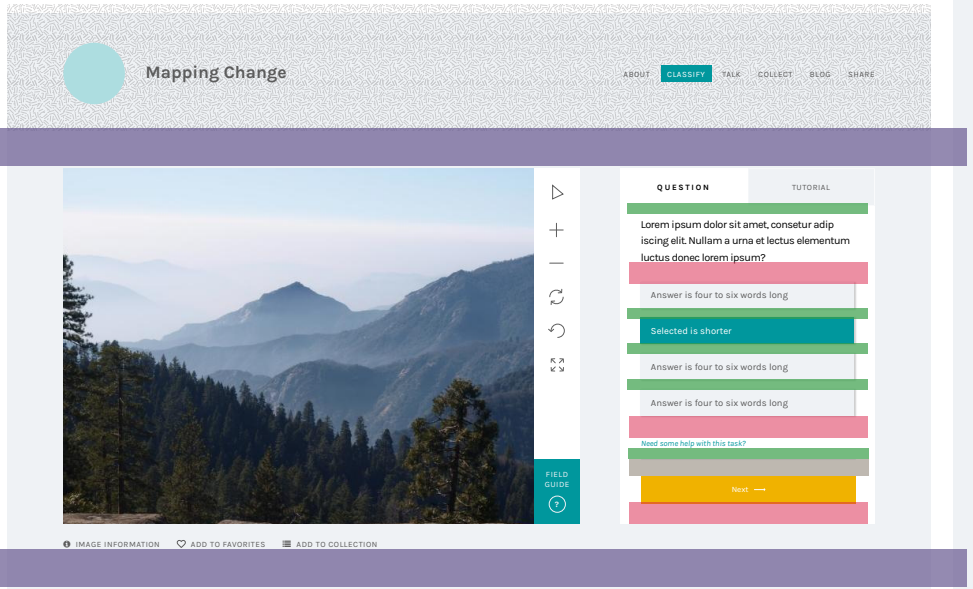 Mapping Change
ABOUT CLASSIFY TALK COLLECT BLOG SHARE
QUESTION TUTORIAL
Lorem ipsum dolor sit amet, consetur adip
iscing elit. Nullam a urna et lectus elementum
luctus donec lorem ipsum?
Answer is four to six words long
Selected is shorter
Answer is four to six words long
Answer is four to six words long
Need some help with this task?
Next
FIELD
GUIDE
?
IMAGE INFORMATION ADD TO FAVORITES ADD TO COLLECTION